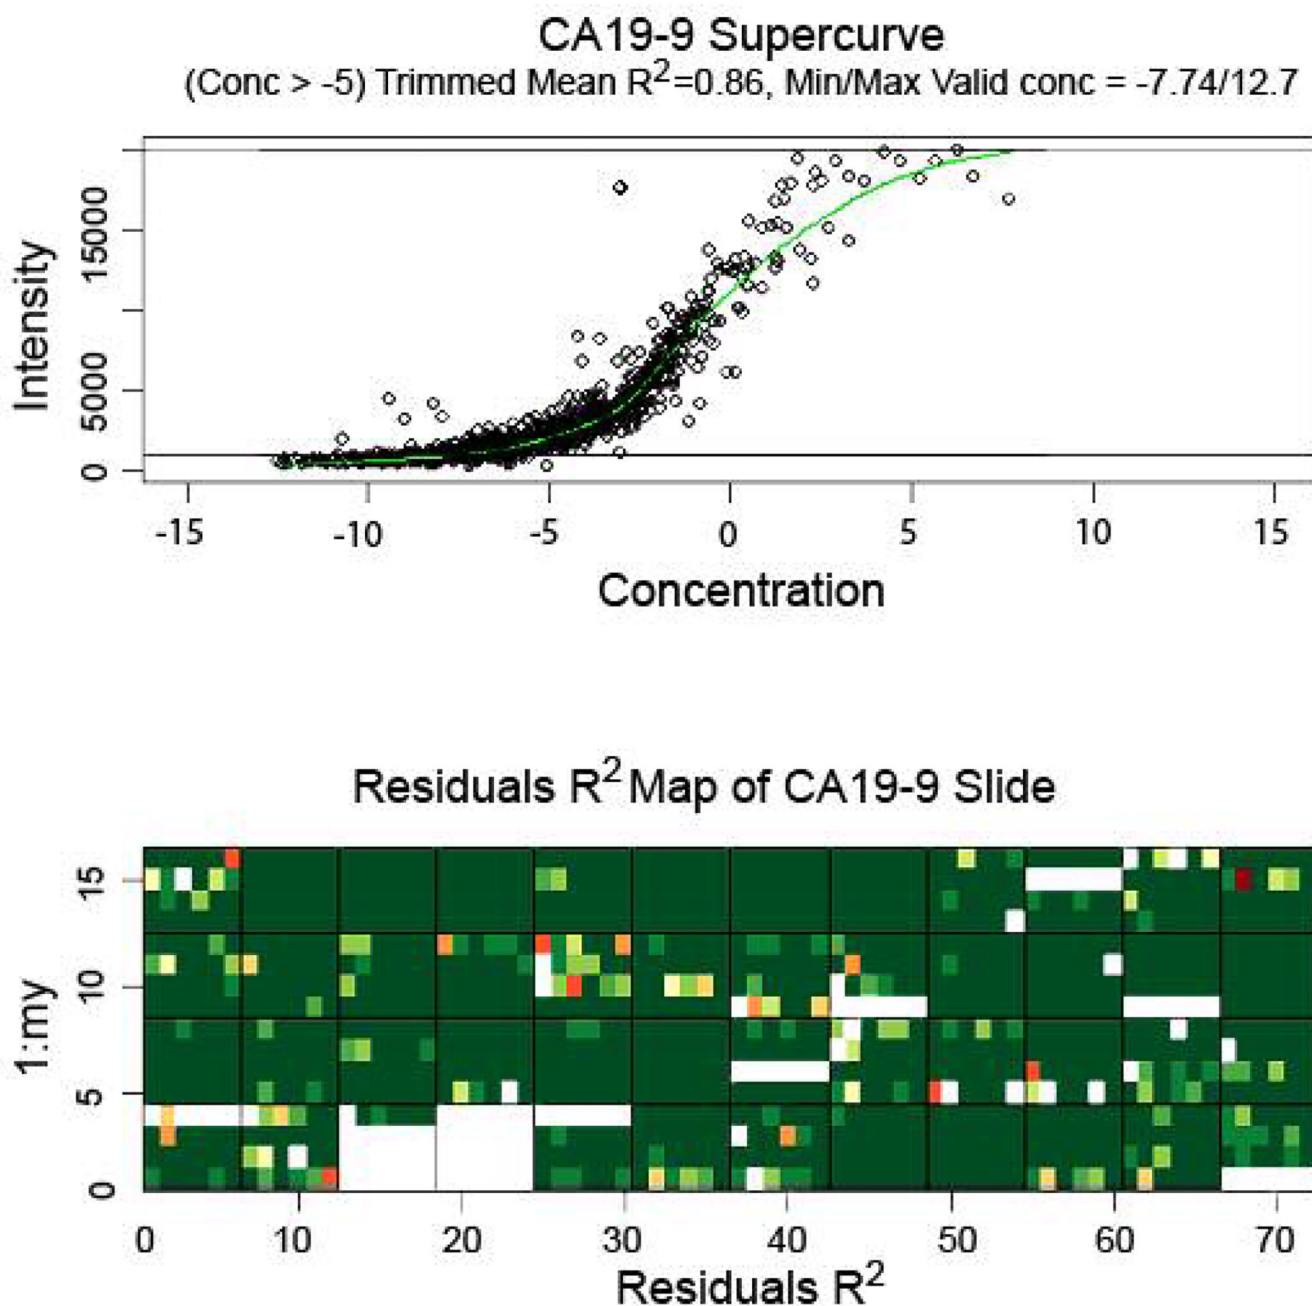 CA19-9 Supercurve
(Conc > -5) Trimmed Mean R²=0.86, Min/Max Valid conc = -7.74/12.7
Intensity
15000
5000
0
-15 -10 -5 0 5 10 15
Concentration
Residuals R² Map of CA19-9 Slide
1:my
15
10
5
0
0 10 20 30 40 50 60 70
Residuals R²